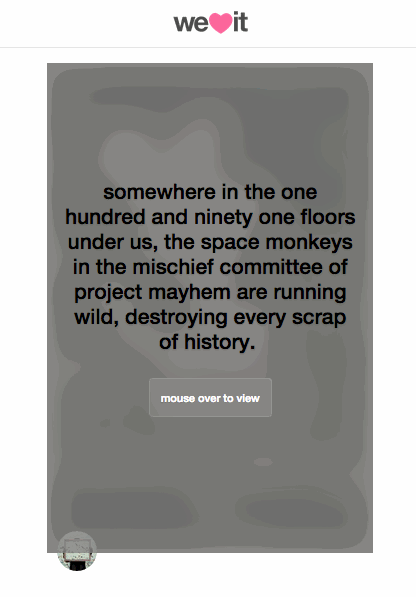 we it
somewhere in the one
hundred and ninety one floors
under us, the space monkeys
in the mischief committee of
project mayhem are running
wild, destroying every scrap
of history.
mouse over to view